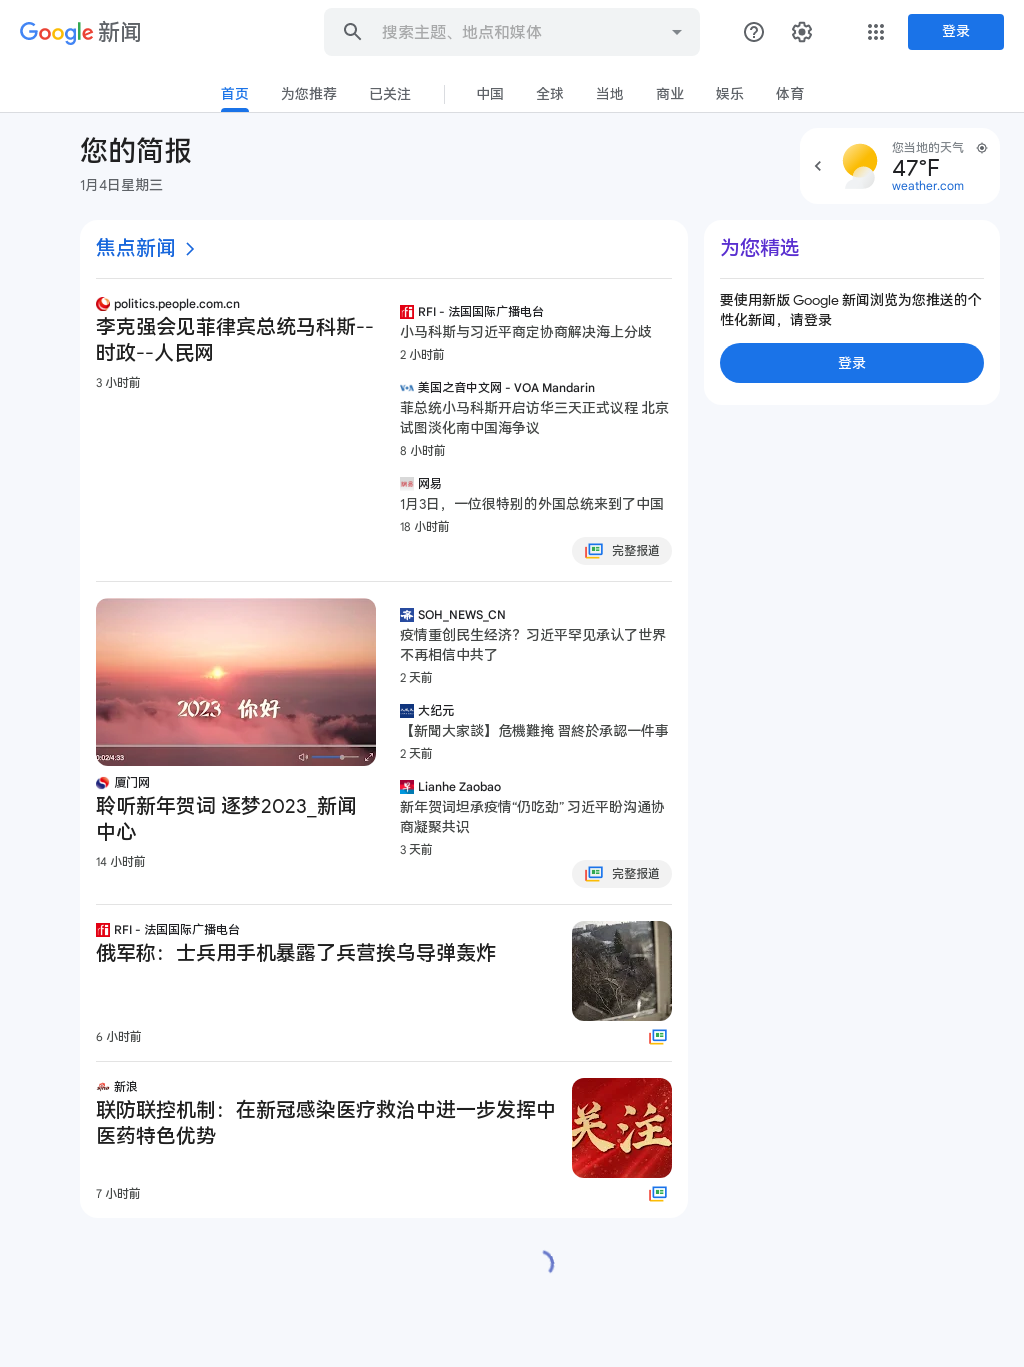 Google 新闻
搜索主题、地点和媒体
登录
首页
为您推荐
已关注
中国
全球
当地
商业
娱乐
体育
您的简报
1月4日星期三
您当地的天气
47°F
weather.com
焦点新闻
politics.people.com.cn
李克强会见菲律宾总统马科斯--
时政--人民网
3 小时前
RFI - 法国国际广播电台
小马科斯与习近平商定协商解决海上分歧
2 小时前
美国之音中文网 - VOA Mandarin
菲总统小马科斯开启访华三天正式议程 北京
试图淡化南中国海争议
8 小时前
网易
1月3日，一位很特别的外国总统来到了中国
18 小时前
完整报道
2023 你好
0:02/4:33
厦门网
聆听新年贺词 逐梦2023_新闻
中心
14 小时前
SOH_NEWS_CN
疫情重创民生经济？习近平罕见承认了世界
不再相信中共了
2 天前
大纪元
【新聞大家談】危機難掩 習終於承認一件事
2 天前
Lianhe Zaobao
新年贺词坦承疫情“仍吃劲” 习近平盼沟通协
商凝聚共识
3 天前
完整报道
RFI - 法国国际广播电台
俄军称：士兵用手机暴露了兵营挨乌导弹轰炸
6 小时前
新浪
联防联控机制：在新冠感染医疗救治中进一步发挥中
医药特色优势
关注
7 小时前
为您精选
要使用新版 Google 新闻浏览为您推送的个
性化新闻，请登录
登录